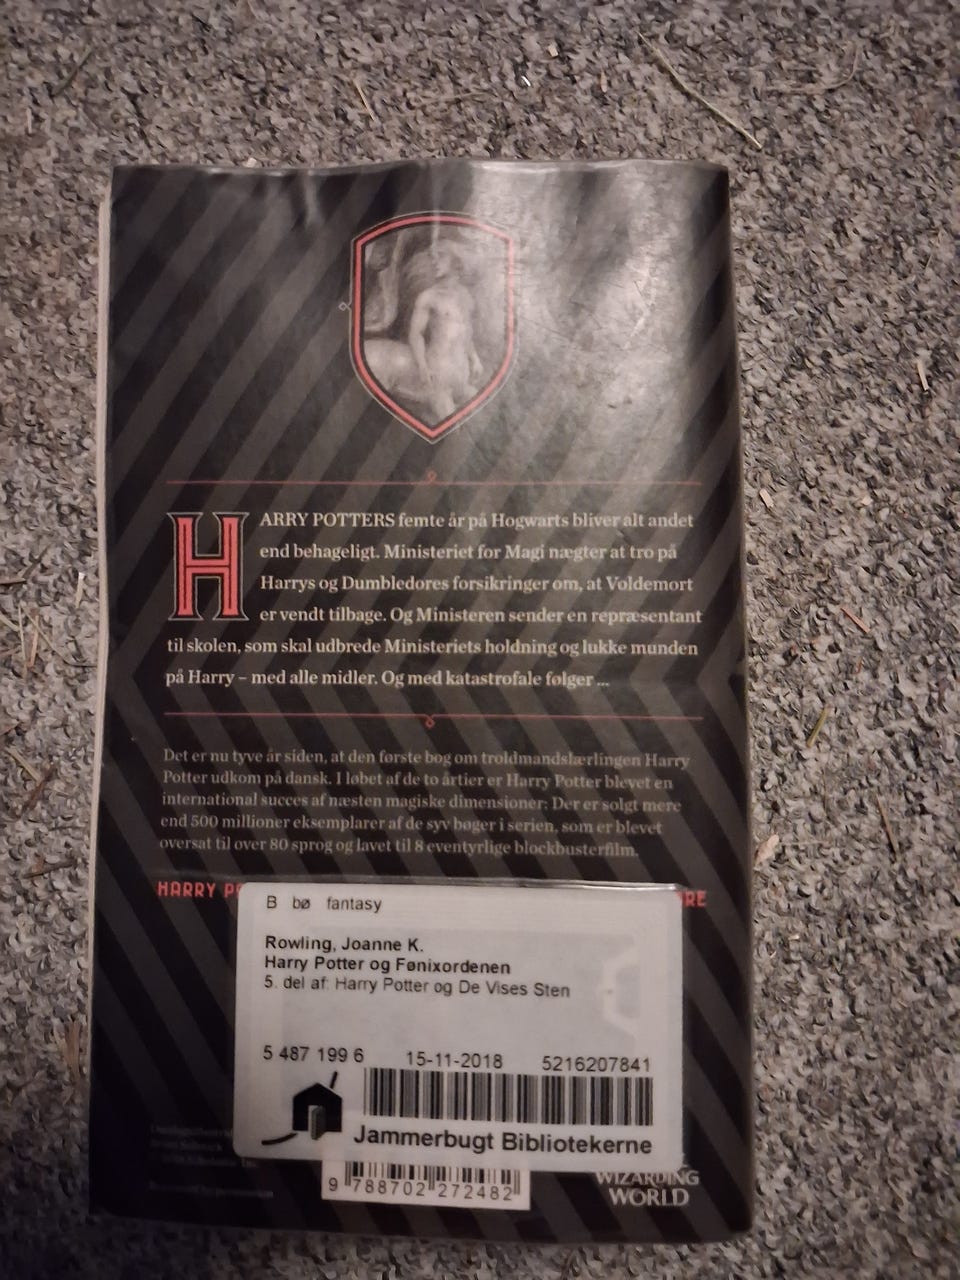 HARRY POTTERS femte år på Hogwarts bliver alt andet
end behageligt. Ministeriet for Magi nægter at tro på
Harrys og Dumbledores forsikringer om, at Voldemort
er vendt tilbage. Og Ministeren sender en repræsentant
til skolen, som skal udbrede Ministeriets holdning og lukke munden
på Harry – med alle midler. Og med katastrofale følger ...
Det er nu tyve år siden, at den første bog om troldmandslærlingen Harry
Potter udkom på dansk. I løbet af de to årtier er Harry Potter blevet en
international succes af næsten magiske dimensioner: Der er solgt mere
end 500 millioner eksemplarer af de syv bøger i serien, som er blevet
oversat til over 80 sprog og lavet til 8 eventyrlige blockbusterfilm.
HARRY
B bø fantasy
Rowling, Joanne K.
Harry Potter og Fønixordenen
5. del af: Harry Potter og De Vises Sten
5 487 199 6 15-11-2018 5216207841
Jammerbugt Bibliotekerne
9 788702 272482
WIZARDING
WORLD